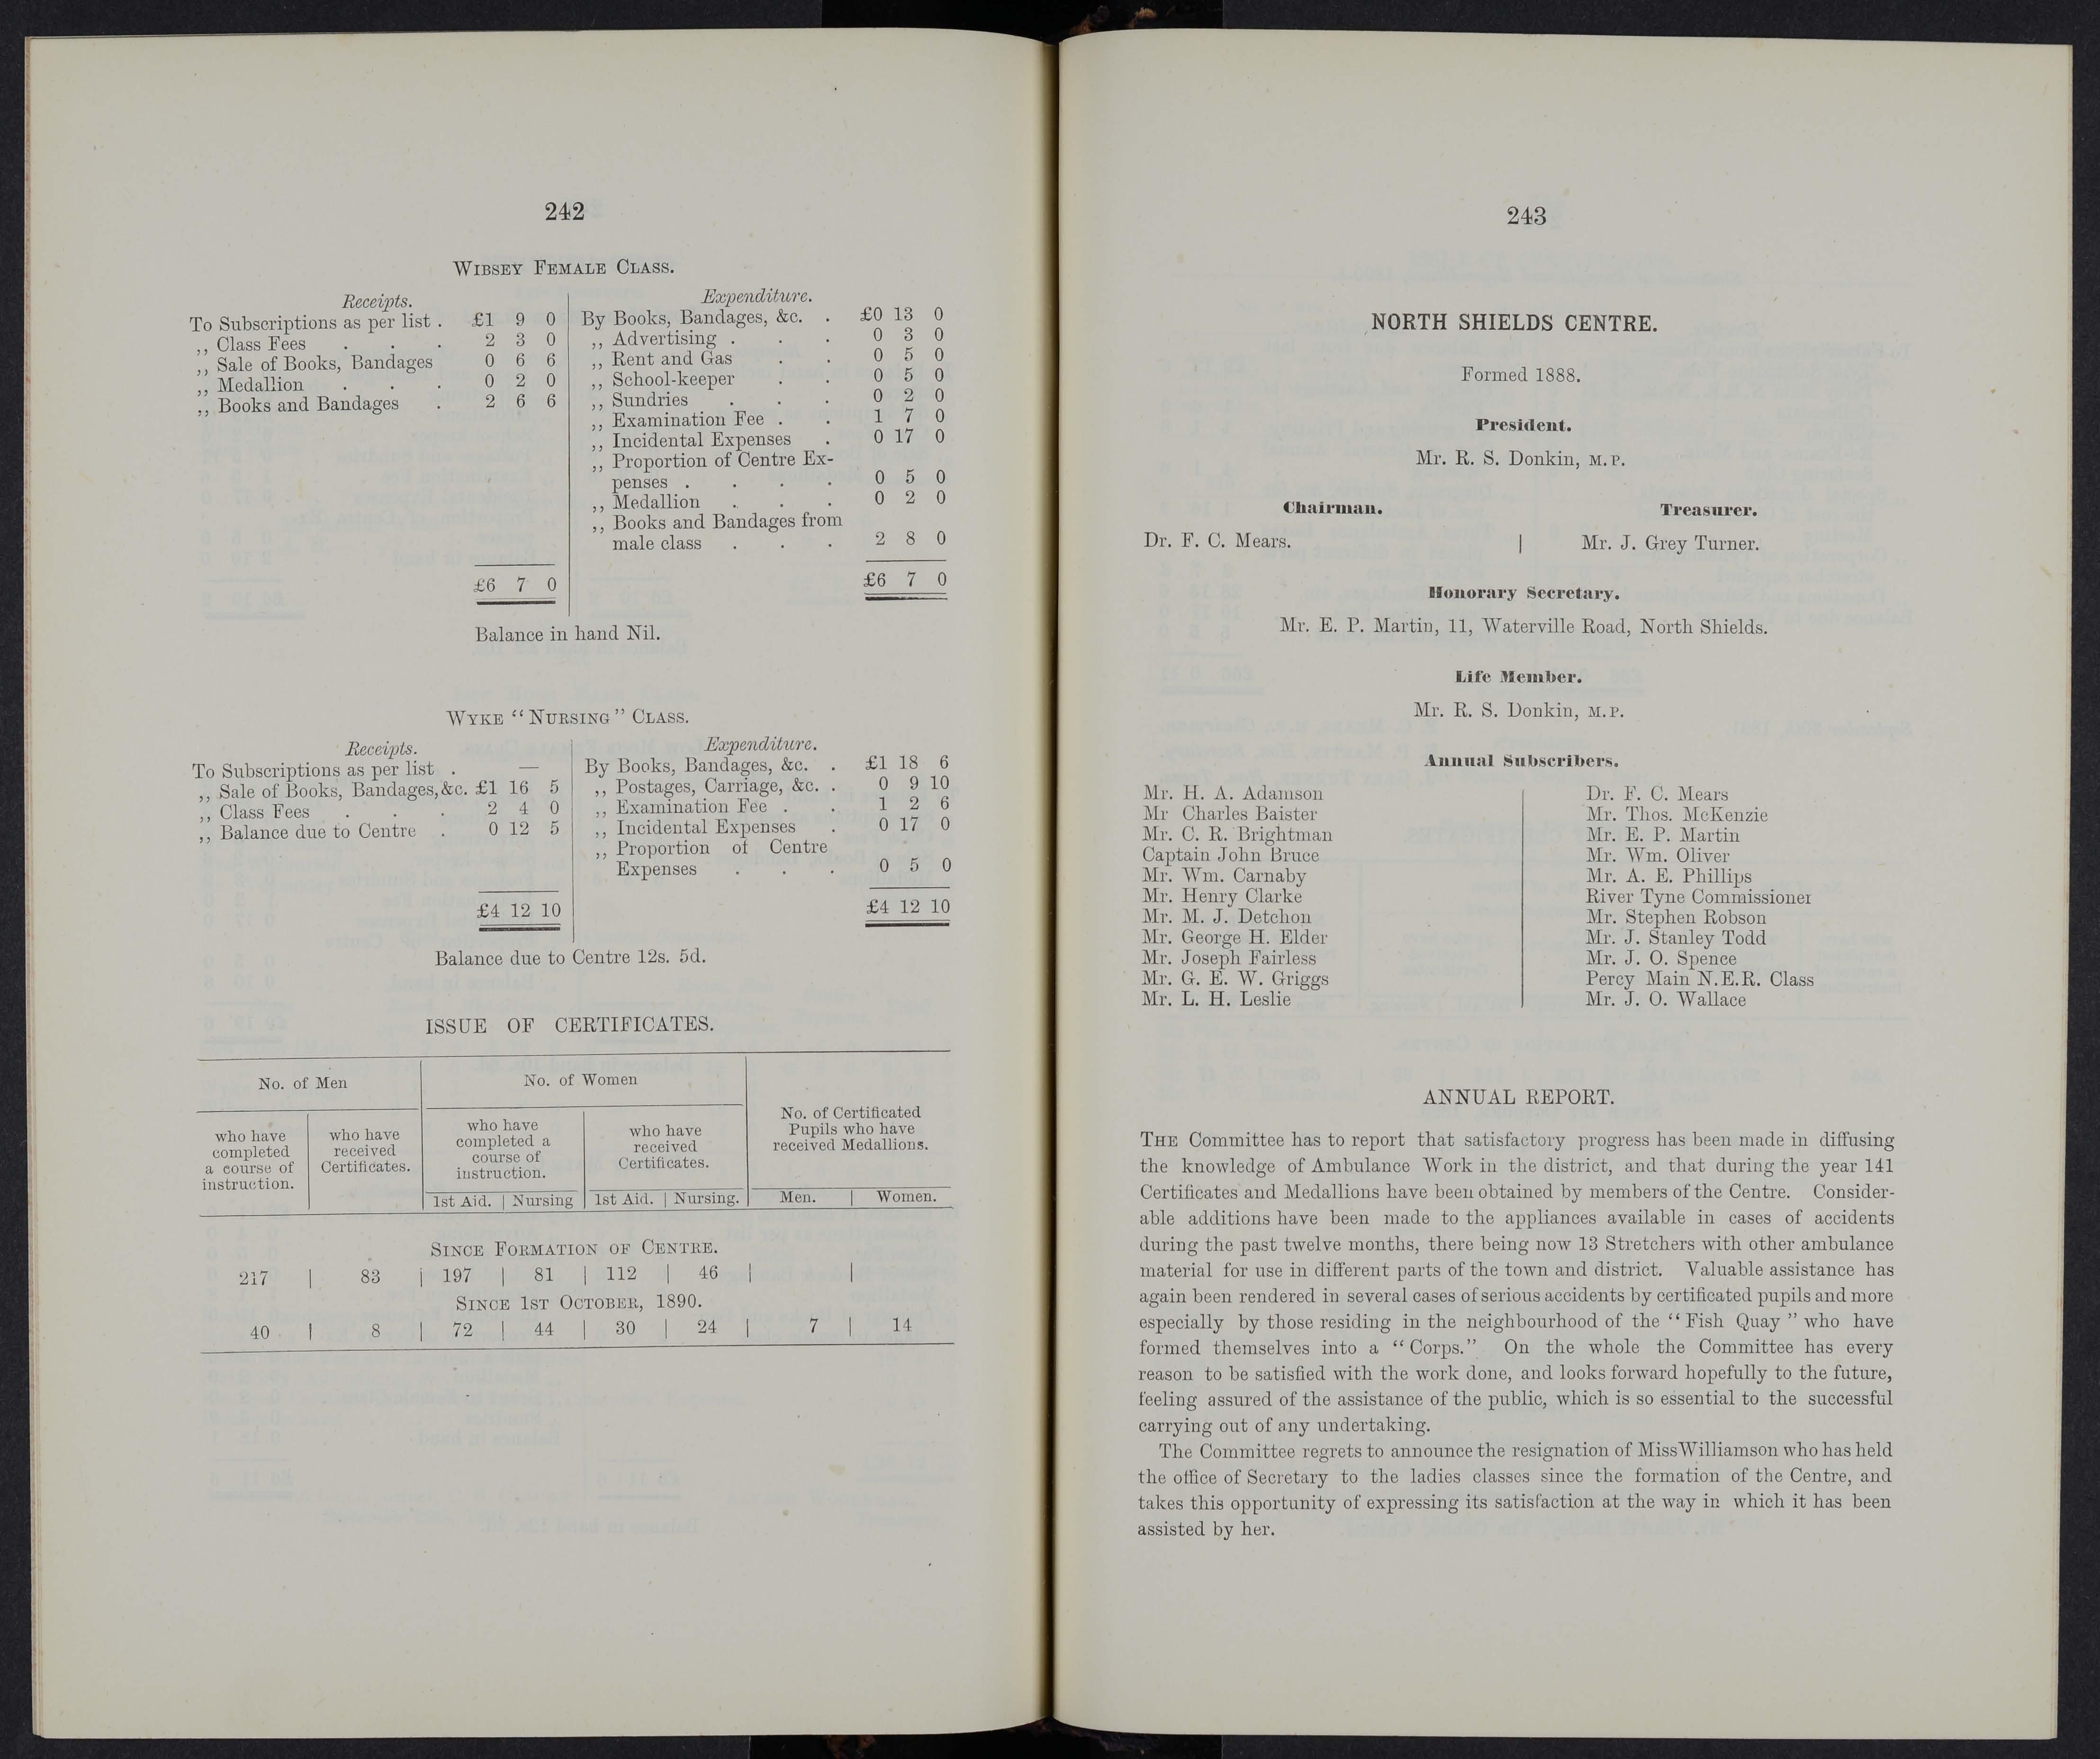 242
WIBSEY FEMALE CLASS.
Receipts.
To Subscriptions as per list . £1 9 0
,, Class Fees . . . 2 3 0
,, Sale of Books, Bandages 0 6 6
,, Medallion . . . 0 2 0
,, Books and Bandages . 2 6 6
£6 7 0
Expenditure.
By Books, Bandages, &c. . £0 13 0
,, Advertising . . . 0 3 0
,, Rent and Gas . . 0 5 0
,, School-keeper . . 0 5 0
,, Sundries . . . 0 2 0
,, Examination Fee . . 1 7 0
,, Incidental Expenses . 0 17 0
,, Proportion of Centre Ex-
penses . . . . 0 5 0
,, Medallion . . . 0 2 0
,, Books and Bandages from
male class . . . 2 8 0
£6 7 0
Balance in hand Nil.
WYKE “NURSING” CLASS.
Receipts.
To Subscriptions as per list . —
,, Sale of Books, Bandages, &c. £1 16 5
,, Class Fees . . . 2 4 0
,, Balance due to Centre . 0 12 5
£4 12 10
Expenditure.
By Books, Bandages, &c. . £1 18 6
,, Postages, Carriage, &c. . 0 9 10
,, Examination Fee . . 1 2 6
,, Incidental Expenses . 0 17 0
,, Proportion of Centre
Expenses . . . 0 5 0
£4 12 10
Balance due to Centre 12s. 5d.
ISSUE OF CERTIFICATES.
No. of Men
who have
completed
a course of
instruction.
who have
received
Certificates.
No. of Women
who have
completed a
course of
instruction.
who have
received
Certificates.
1st Aid. | Nursing | 1st Aid. | Nursing.
No. of Certificated
Pupils who have
received Medallions.
Men. | Women.
SINCE FORMATION OF CENTRE.
217 | 83 | 197 | 81 | 112 | 46 | |
SINCE 1ST OCTOBER, 1890.
40 | 8 | 72 | 44 | 30 | 24 | 7 | 14
243
NORTH SHIELDS CENTRE.
Formed 1888.
President.
Mr. R. S. Donkin, M.P.
Chairman.
Dr. F. C. Mears.
Treasurer.
Mr. J. Grey Turner.
Honorary Secretary.
Mr. E. P. Martin, 11, Waterville Road, North Shields.
Life Member.
Mr. R. S. Donkin, M.P.
Annual Subscribers.
Mr. H. A. Adamson
Mr Charles Baister
Mr. C. R. Brightman
Captain John Bruce
Mr. Wm. Carnaby
Mr. Henry Clarke
Mr. M. J. Detchon
Mr. George H. Elder
Mr. Joseph Fairless
Mr. G. E. W. Griggs
Mr. L. H. Leslie
Dr. F. C. Mears
Mr. Thos. McKenzie
Mr. E. P. Martin
Mr. Wm. Oliver
Mr. A. E. Phillips
River Tyne Commissioner
Mr. Stephen Robson
Mr. J. Stanley Todd
Mr. J. O. Spence
Percy Main N.E.R. Class
Mr. J. O. Wallace
ANNUAL REPORT.
THE Committee has to report that satisfactory progress has been made in diffusing
the knowledge of Ambulance Work in the district, and that during the year 141
Certificates and Medallions have been obtained by members of the Centre. Consider-
able additions have been made to the appliances available in cases of accidents
during the past twelve months, there being now 13 Stretchers with other ambulance
material for use in different parts of the town and district. Valuable assistance has
again been rendered in several cases of serious accidents by certificated pupils and more
especially by those residing in the neighbourhood of the “Fish Quay” who have
formed themselves into a “Corps.” On the whole the Committee has every
reason to be satisfied with the work done, and looks forward hopefully to the future,
feeling assured of the assistance of the public, which is so essential to the successful
carrying out of any undertaking.
The Committee regrets to announce the resignation of Miss Williamson who has held
the office of Secretary to the ladies classes since the formation of the Centre, and
takes this opportunity of expressing its satisfaction at the way in which it has been
assisted by her.